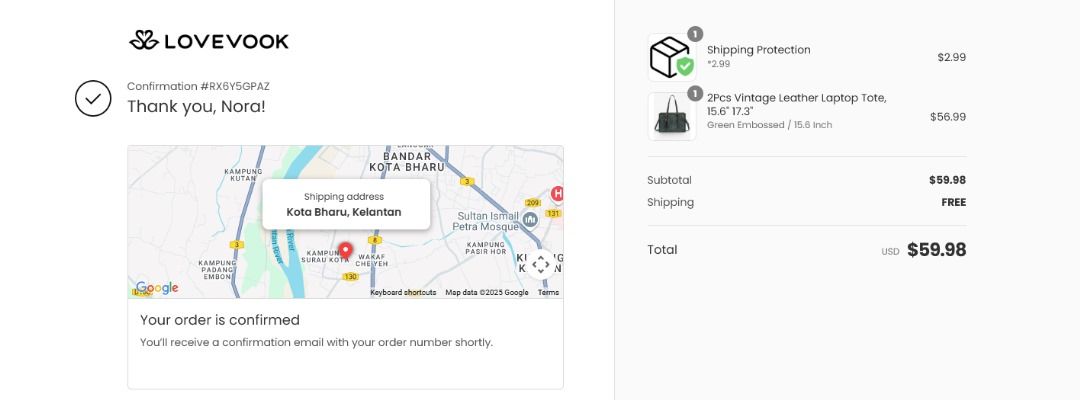 LOVEVOOK
Confirmation #RX6Y5GPAZ
Thank you, Nora!
BANDAR
KOTA BHARU
KAMPUNG
KUTAN
3
Shipping address
Kota Bharu, Kelantan
209
131
H
Sultan Ismail
Petra Mosque
3
8
KAMPUNG
SURAU KOTA
WAKAF
CHE YEH
KAMPUNG
PASIR HOR
KAMPUNG
PADANG
EMBON
130
River
Google
Keyboard shortcuts
Map data ©2025 Google
Terms
Your order is confirmed
You'll receive a confirmation email with your order number shortly.
1
Shipping Protection
*2.99
$2.99
1
2Pcs Vintage Leather Laptop Tote,
15.6" 17.3"
Green Embossed / 15.6 Inch
$56.99
Subtotal
$59.98
Shipping
FREE
Total
USD $59.98